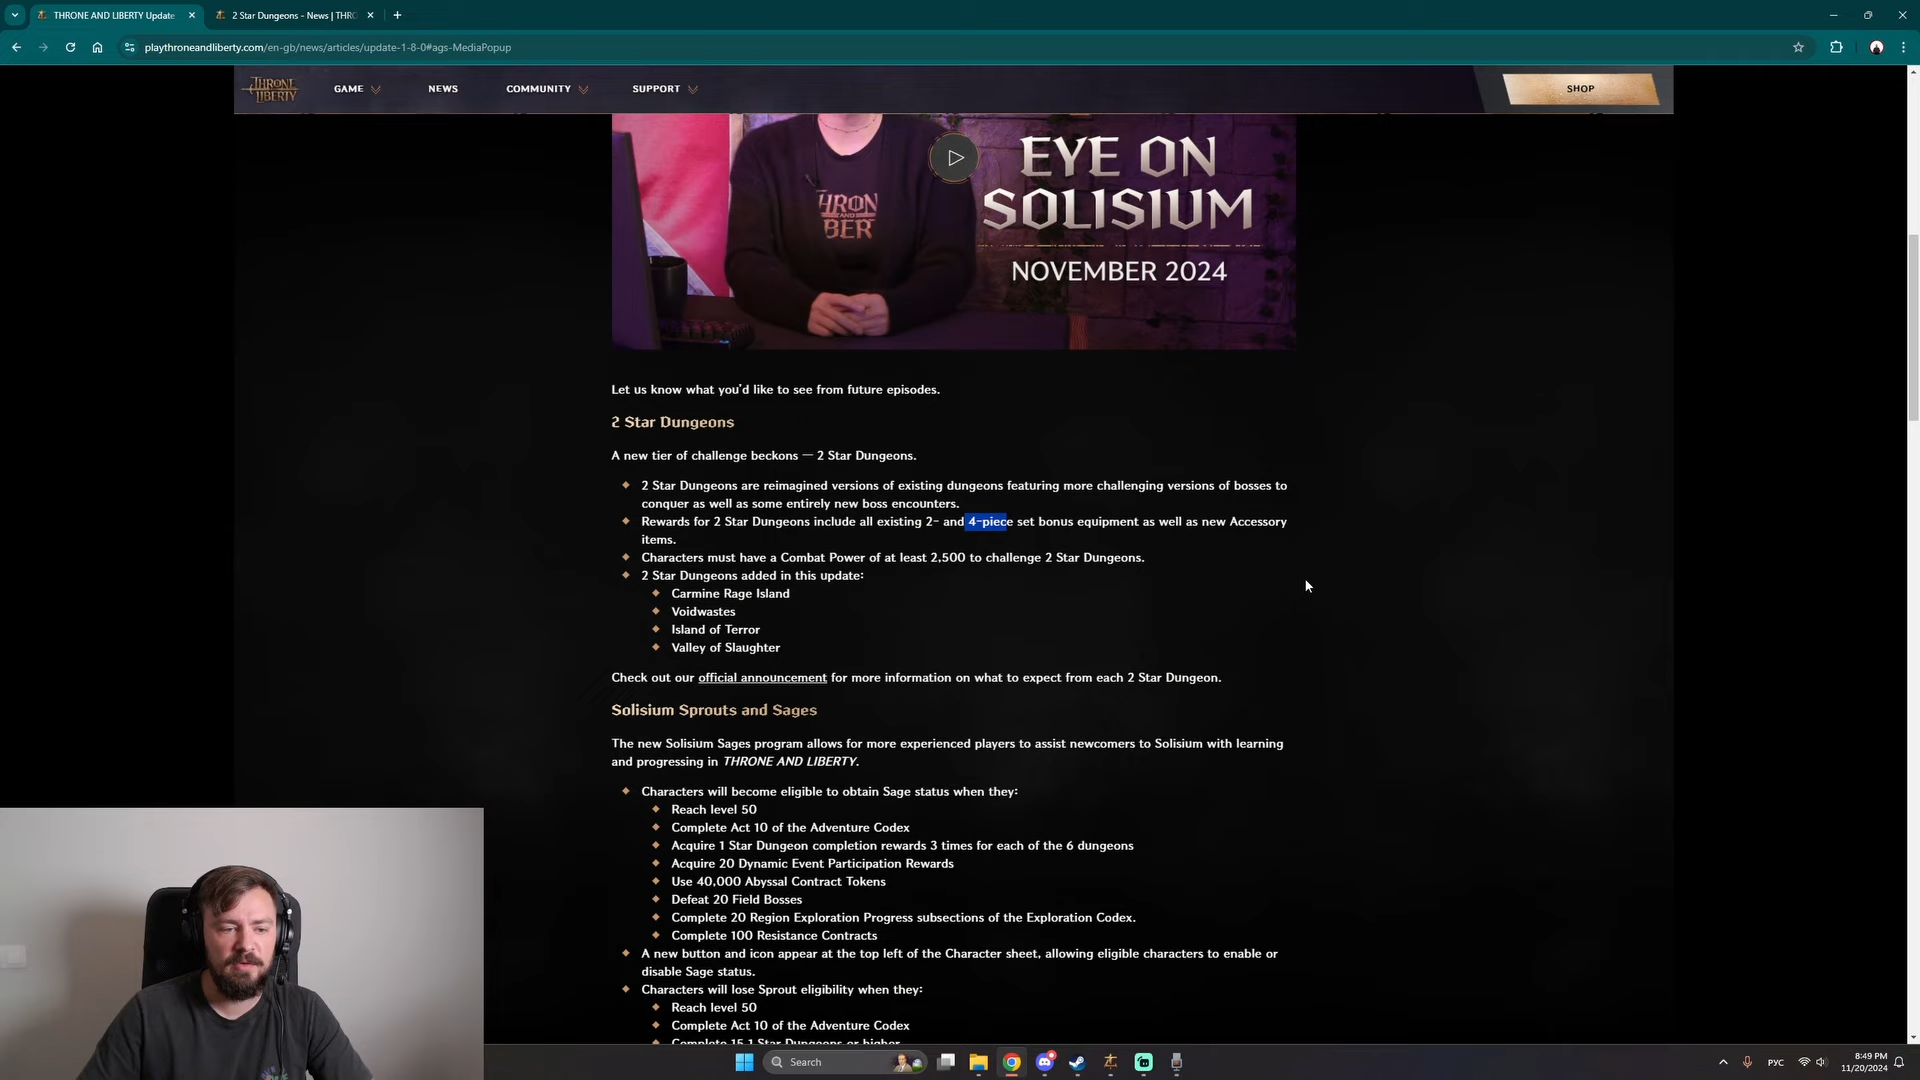 THRONE AND LIBERTY Update
2 Star Dungeons - News | THRO
playthroneandliberty.com/en-gb/news/articles/update-1-8-0#ags-MediaPopup
THRONE
LIBERTY
GAME
NEWS
COMMUNITY
SUPPORT
SHOP
HRON
AND
BER
EYE ON
SOLISIUM
NOVEMBER 2024
Let us know what you'd like to see from future episodes.
2 Star Dungeons
A new tier of challenge beckons — 2 Star Dungeons.
2 Star Dungeons are reimagined versions of existing dungeons featuring more challenging versions of bosses to
conquer as well as some entirely new boss encounters.
Rewards for 2 Star Dungeons include all existing 2- and 4-piece set bonus equipment as well as new Accessory
items.
Characters must have a Combat Power of at least 2,500 to challenge 2 Star Dungeons.
2 Star Dungeons added in this update:
Carmine Rage Island
Voidwastes
Island of Terror
Valley of Slaughter
Check out our official announcement for more information on what to expect from each 2 Star Dungeon.
Solisium Sprouts and Sages
The new Solisium Sages program allows for more experienced players to assist newcomers to Solisium with learning
and progressing in THRONE AND LIBERTY.
Characters will become eligible to obtain Sage status when they:
Reach level 50
Complete Act 10 of the Adventure Codex
Acquire 1 Star Dungeon completion rewards 3 times for each of the 6 dungeons
Acquire 20 Dynamic Event Participation Rewards
Use 40,000 Abyssal Contract Tokens
Defeat 20 Field Bosses
Complete 20 Region Exploration Progress subsections of the Exploration Codex.
Complete 100 Resistance Contracts
A new button and icon appear at the top left of the Character sheet, allowing eligible characters to enable or
disable Sage status.
Characters will lose Sprout eligibility when they:
Reach level 50
Complete Act 10 of the Adventure Codex
Complete 15 1 Star Dungeons or higher
Search
РУС
8:49 PM
11/20/2024